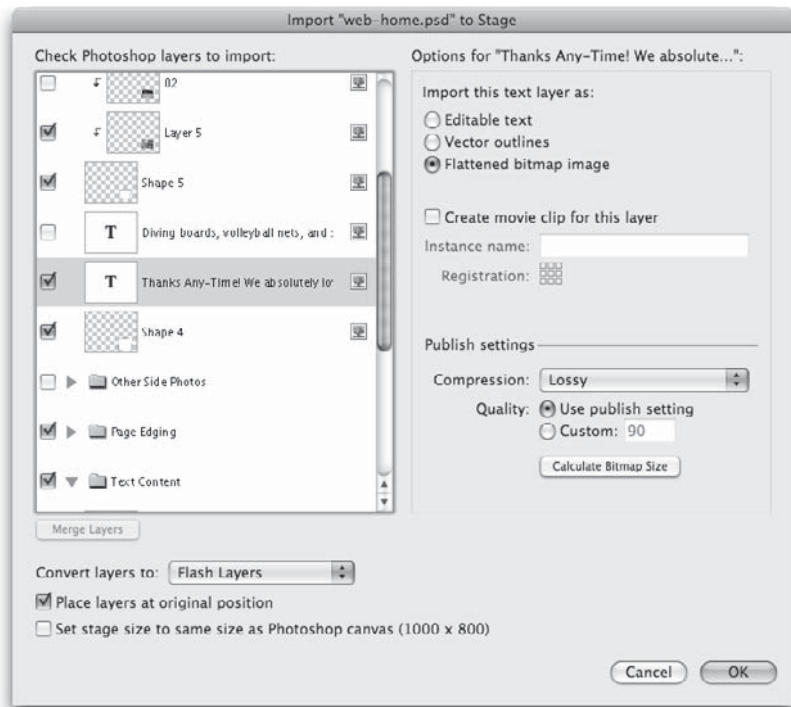 Import "web-home.psd" to Stage
Check Photoshop layers to import:
02
Layer 5
Shape 5
T Diving boards, volleyball nets, and :
T Thanks Any-Time! We absolutely lo
Shape 4
Other Side Photos
Page Edging
Text Content
Merge Layers
Convert layers to: Flash Layers
Place layers at original position
Set stage size to same size as Photoshop canvas (1000 x 800)
Options for "Thanks Any-Time! We absolute...":
Import this text layer as:
Editable text
Vector outlines
Flattened bitmap image
Create movie clip for this layer
Instance name:
Registration:
Publish settings
Compression: Lossy
Quality: Use publish setting
Custom: 90
Calculate Bitmap Size
Cancel OK